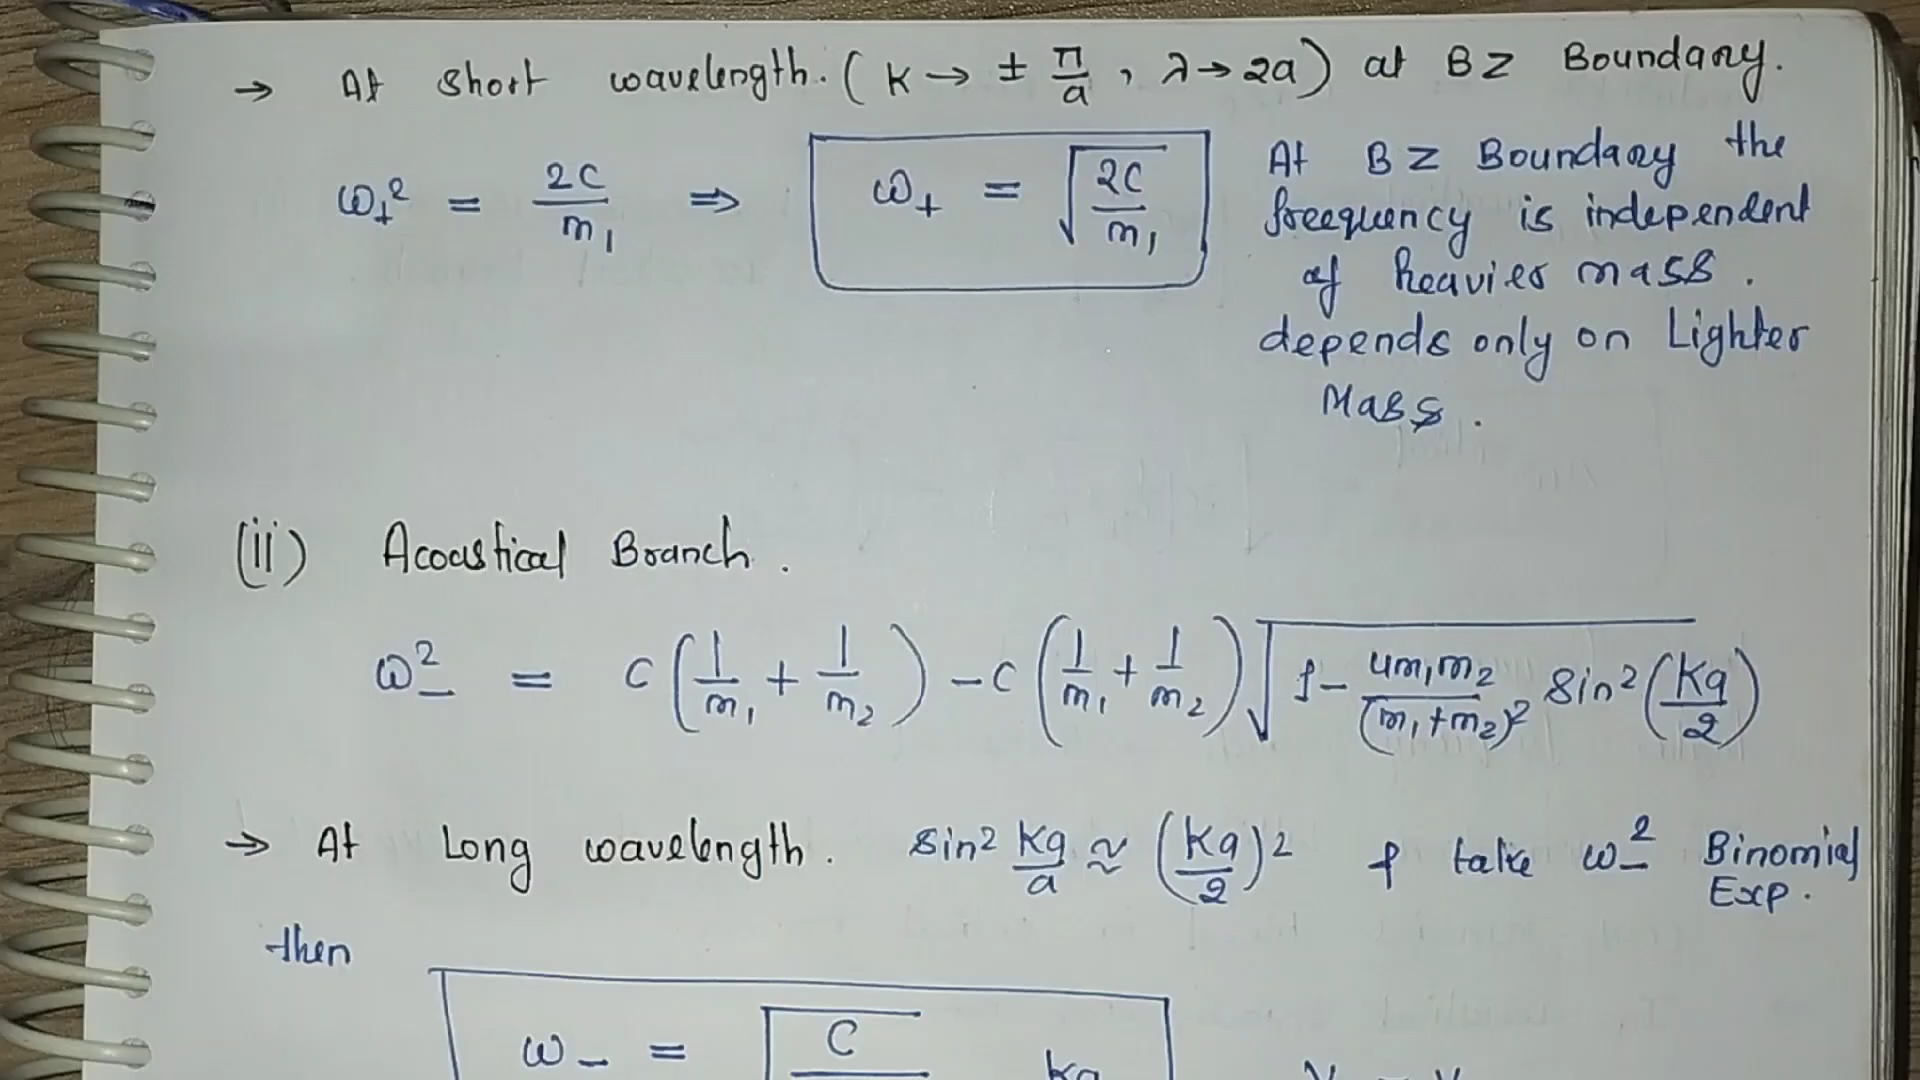 → At Short wavelength. ( K → ± π/a , λ → 2a ) at BZ Boundary.
ω₊² = 2C/m₁ ⇒ ω₊ = √(2C/m₁)
At BZ Boundary the
freequency is independent
of heavier mass .
depends only on Lighter
Mass .
(ii) Acoustical Branch .
ω₋² = C (1/m₁ + 1/m₂) − C (1/m₁ + 1/m₂) √(1 − 4m₁m₂/(m₁+m₂)² Sin² (Ka/2))
→ At Long wavelength . Sin² Ka/a ≈ (Ka/2)² & take ω₋² Binomial
Exp .
then
ω₋ = √ C ka